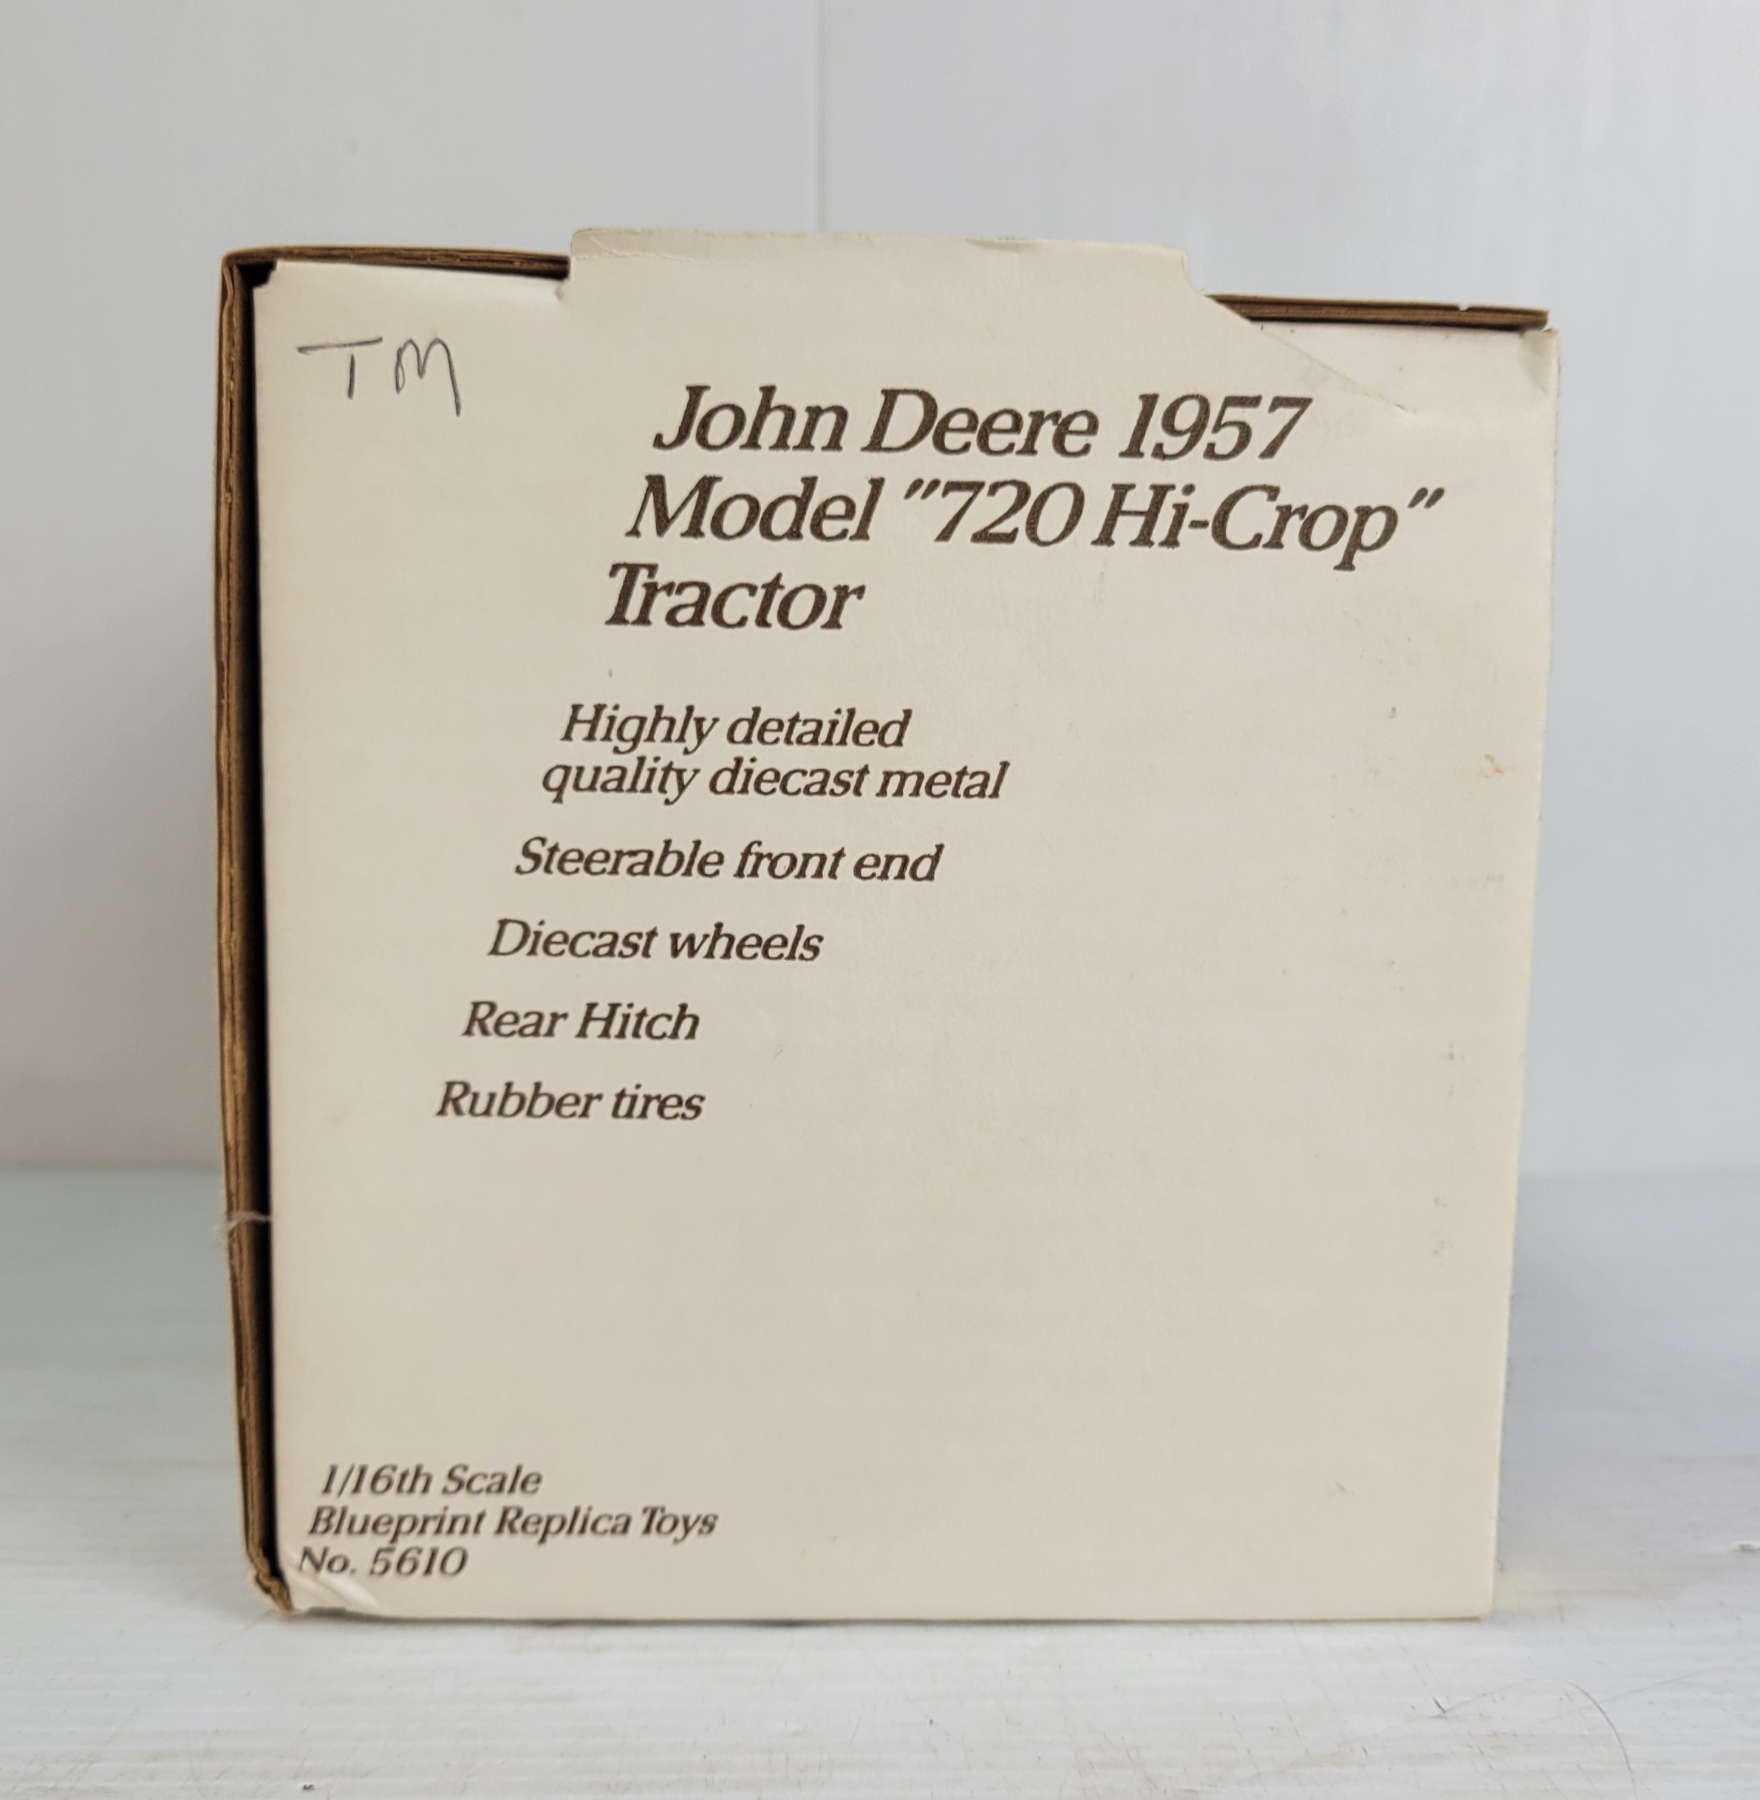 TM
John Deere 1957
Model "720 Hi-Crop"
Tractor
Highly detailed
quality diecast metal
Steerable front end
Diecast wheels
Rear Hitch
Rubber tires
1/16th Scale
Blueprint Replica Toys
No. 5610